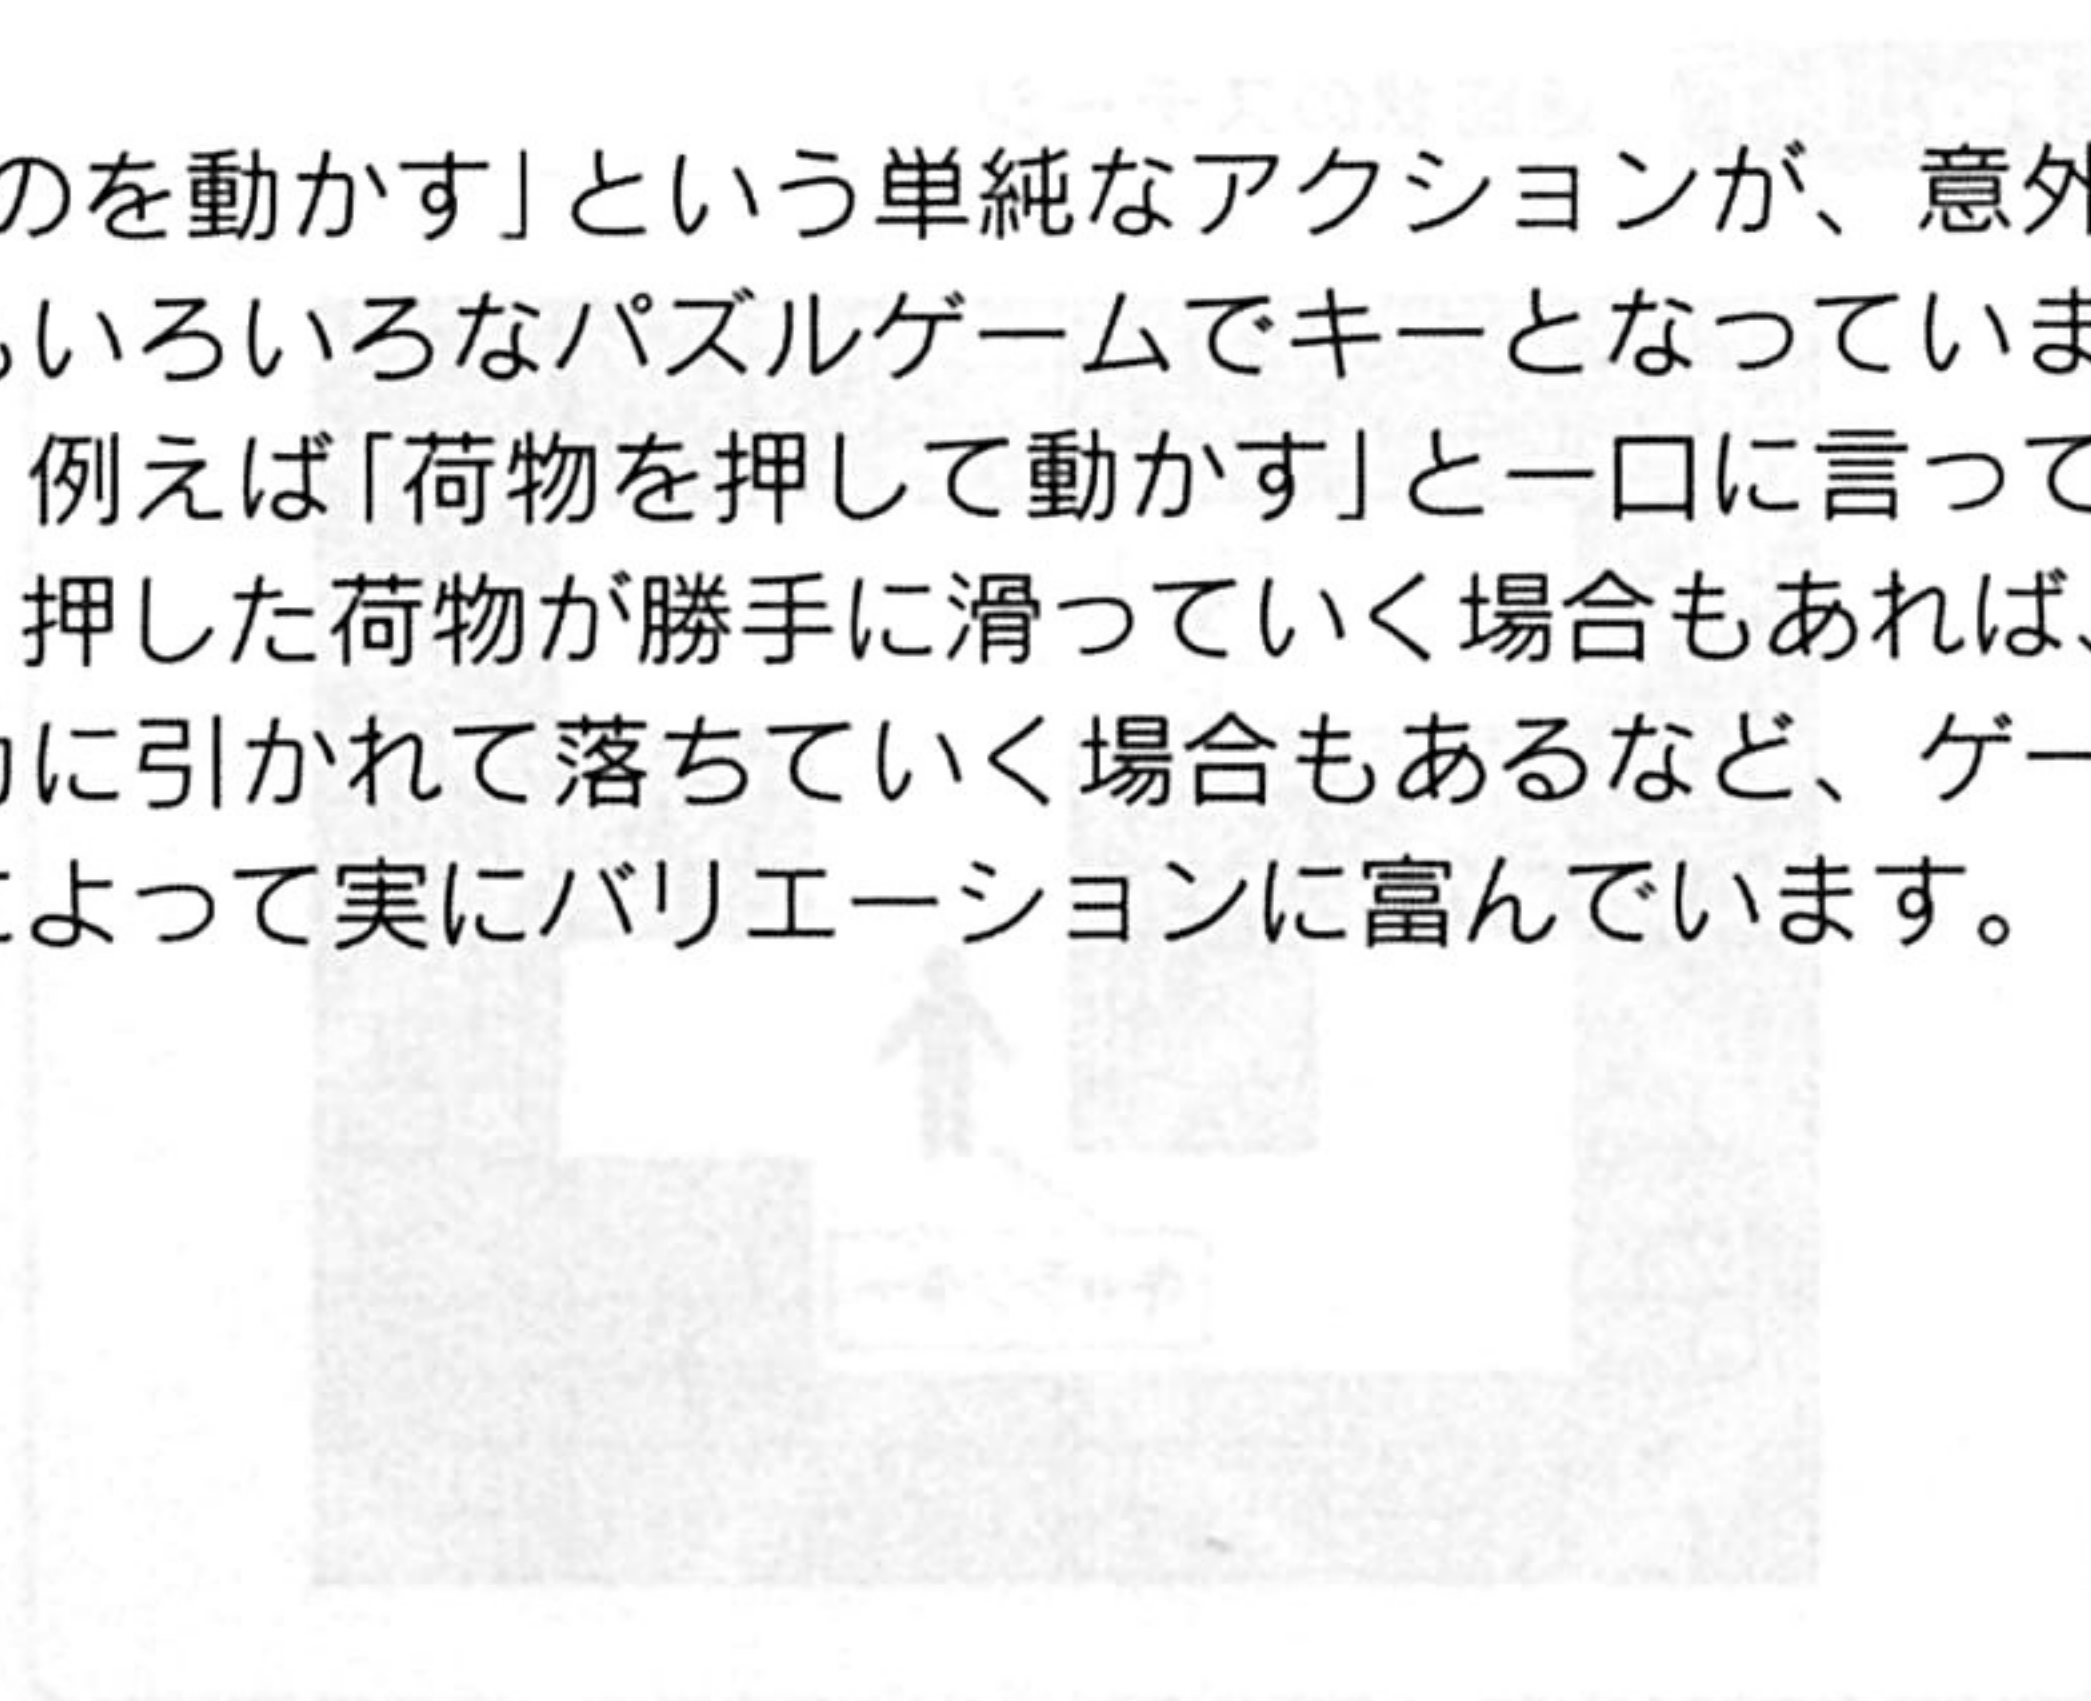 のを動かす」という単純なアクションが、意外
いろいろなパズルゲームでキーとなっていま
例えば「荷物を押して動かす」と一口に言って
押した荷物が勝手に滑っていく場合もあれば、
に引かれて落ちていく場合もあるなど、ゲー
よって実にバリエーションに富んでいます。